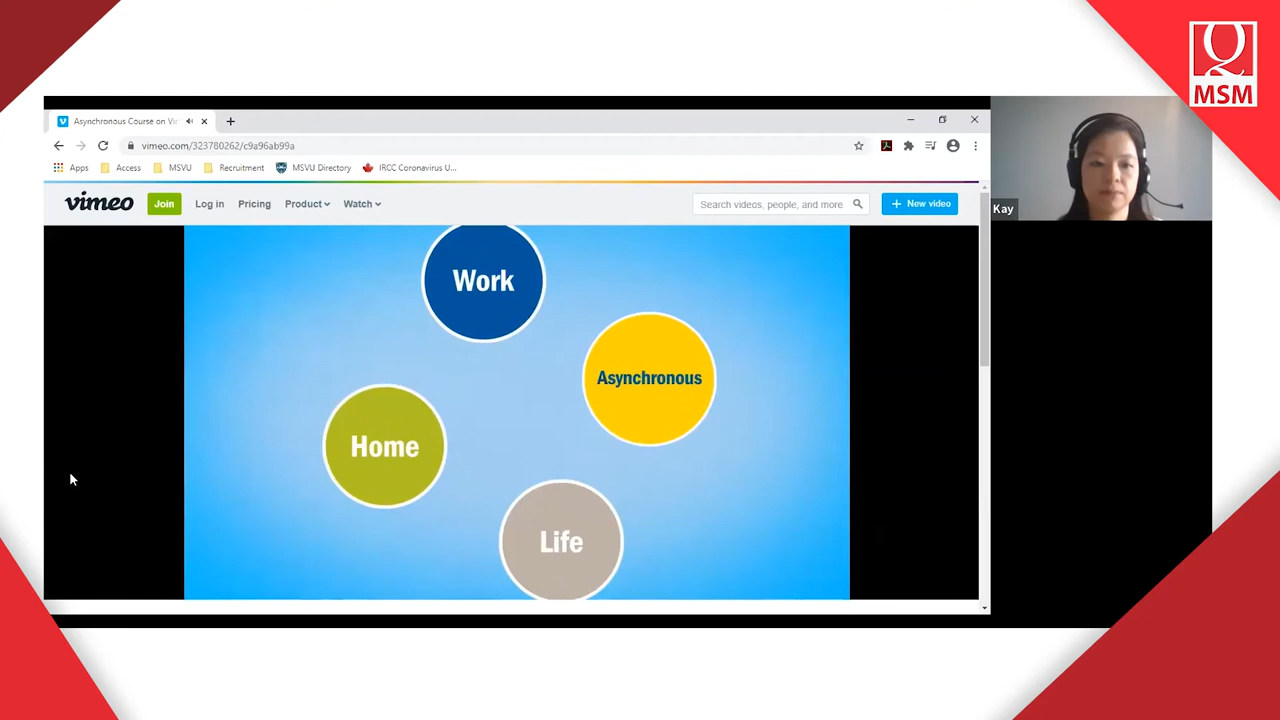 MSM
Asynchronous Course on Vi
vimeo.com/323780262/c9a96ab99a
Apps Access MSVU Recruitment MSVU Directory IRCC Coronavirus U...
vimeo Join Log in Pricing Product Watch Search videos, people, and more New video
Kay
Work
Asynchronous
Home
Life